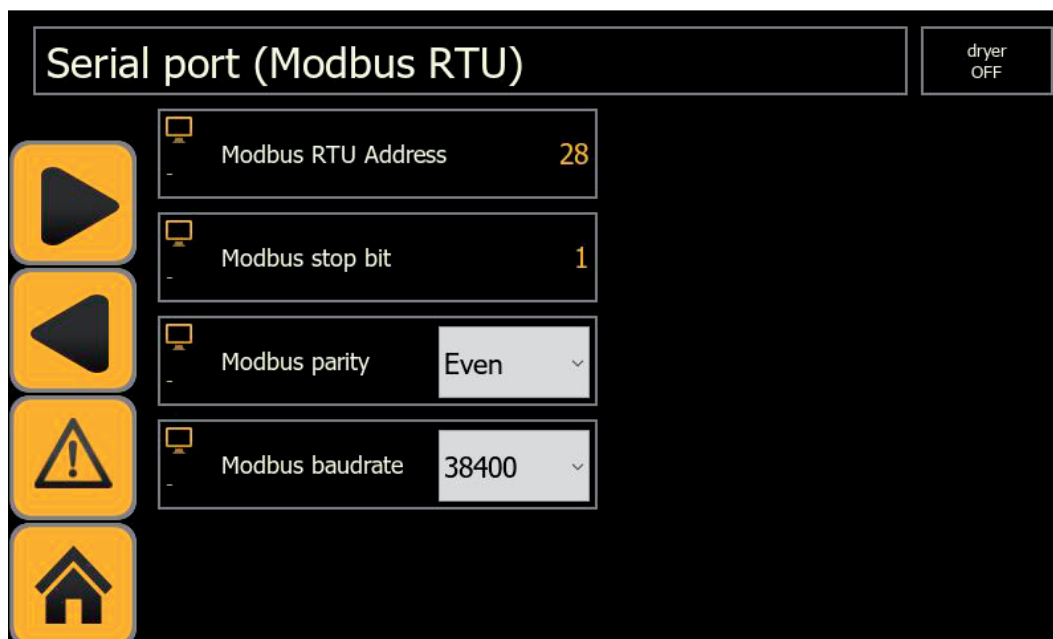 Serial port (Modbus RTU)
dryer
OFF
Modbus RTU Address 28
-
Modbus stop bit 1
-
Modbus parity Even
-
Modbus baudrate 38400
-